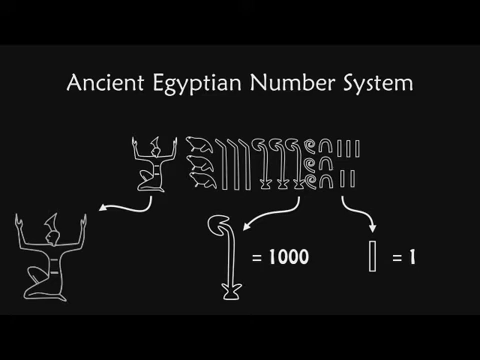 Ancient Egyptian Number System
= 1000
= 1